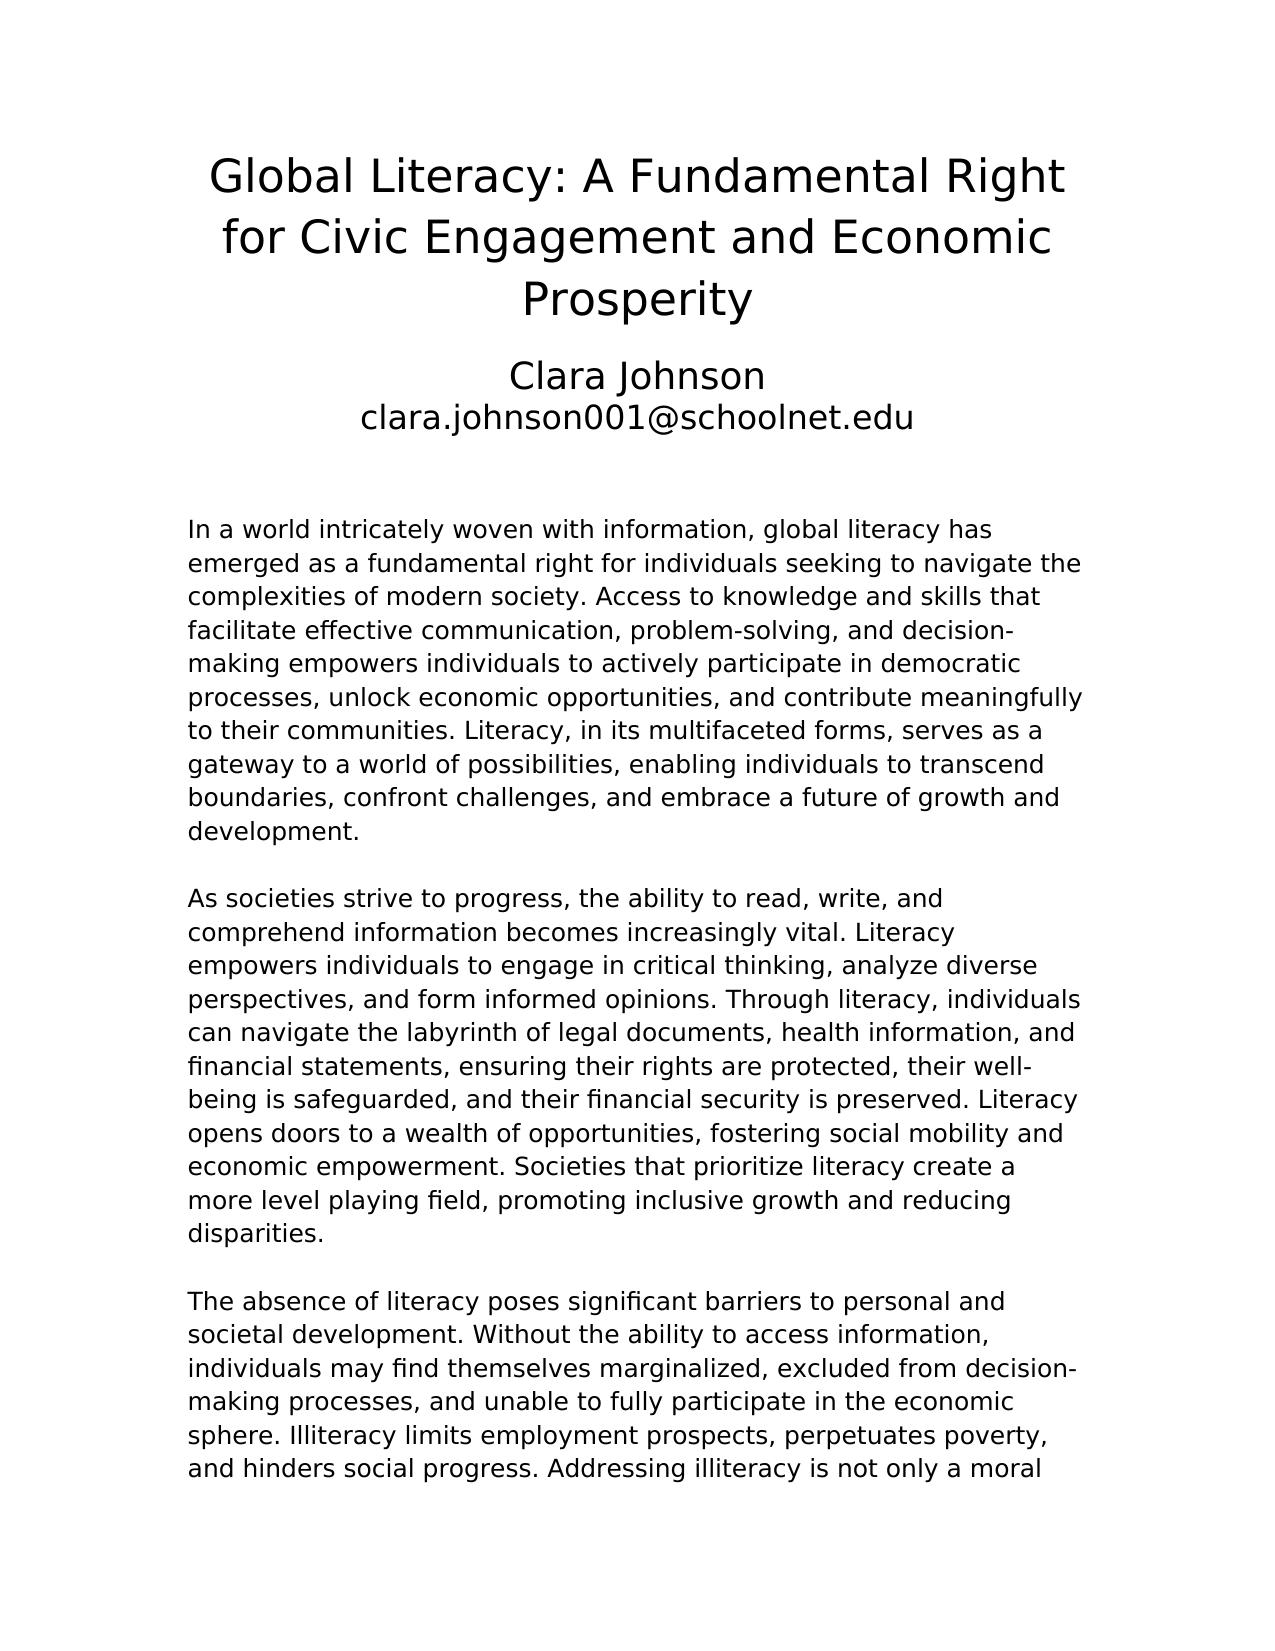 Global Literacy: A Fundamental Right
for Civic Engagement and Economic
Prosperity
Clara Johnson
clara.johnson001@schoolnet.edu
In a world intricately woven with information, global literacy has
emerged as a fundamental right for individuals seeking to navigate the
complexities of modern society. Access to knowledge and skills that
facilitate effective communication, problem-solving, and decision-
making empowers individuals to actively participate in democratic
processes, unlock economic opportunities, and contribute meaningfully
to their communities. Literacy, in its multifaceted forms, serves as a
gateway to a world of possibilities, enabling individuals to transcend
boundaries, confront challenges, and embrace a future of growth and
development.
As societies strive to progress, the ability to read, write, and
comprehend information becomes increasingly vital. Literacy
empowers individuals to engage in critical thinking, analyze diverse
perspectives, and form informed opinions. Through literacy, individuals
can navigate the labyrinth of legal documents, health information, and
financial statements, ensuring their rights are protected, their well-
being is safeguarded, and their financial security is preserved. Literacy
opens doors to a wealth of opportunities, fostering social mobility and
economic empowerment. Societies that prioritize literacy create a
more level playing field, promoting inclusive growth and reducing
disparities.
The absence of literacy poses significant barriers to personal and
societal development. Without the ability to access information,
individuals may find themselves marginalized, excluded from decision-
making processes, and unable to fully participate in the economic
sphere. Illiteracy limits employment prospects, perpetuates poverty,
and hinders social progress. Addressing illiteracy is not only a moral